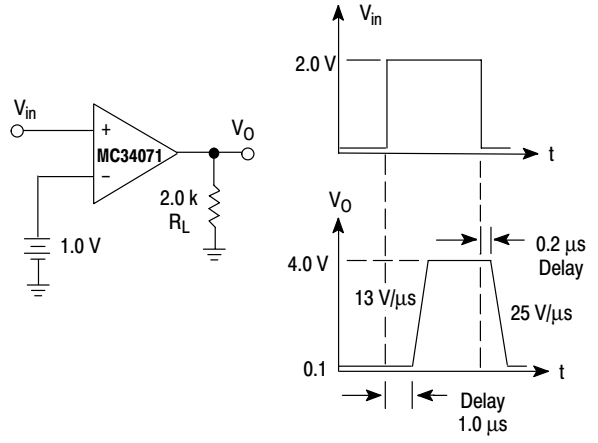 V_in
+
MC34071
−
V_O
2.0 k
R_L
1.0 V
V_in
2.0 V
t
V_O
4.0 V
13 V/µs
0.2 µs
Delay
25 V/µs
0.1
t
Delay
1.0 µs